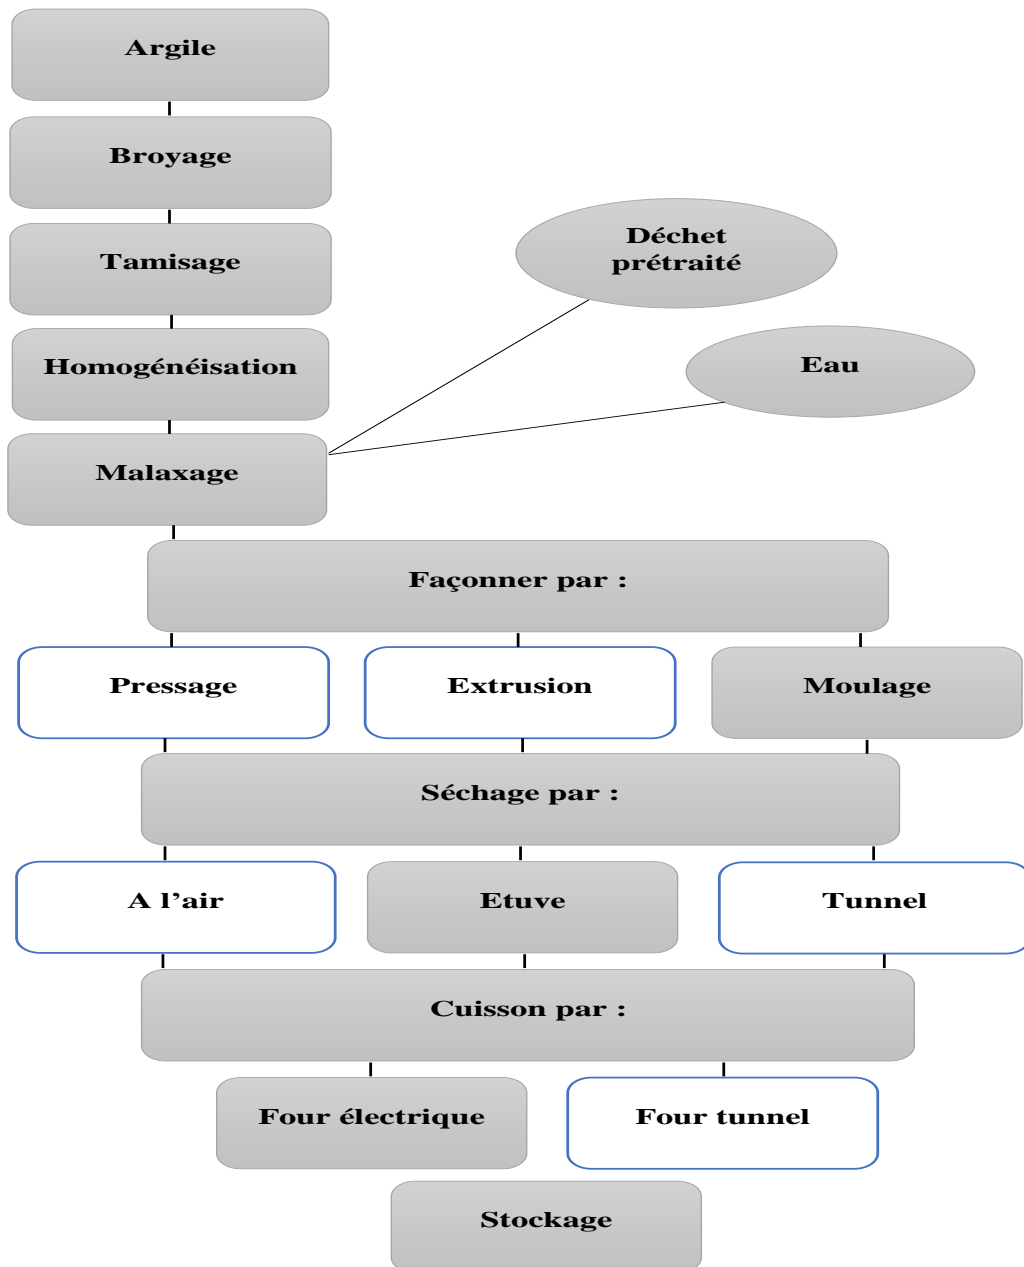 Argile
Broyage
Tamisage
Déchet
prétraité
Homogénéisation
Eau
Malaxage
Façonner par :
Pressage
Extrusion
Moulage
Séchage par :
A l’air
Etuve
Tunnel
Cuisson par :
Four électrique
Four tunnel
Stockage